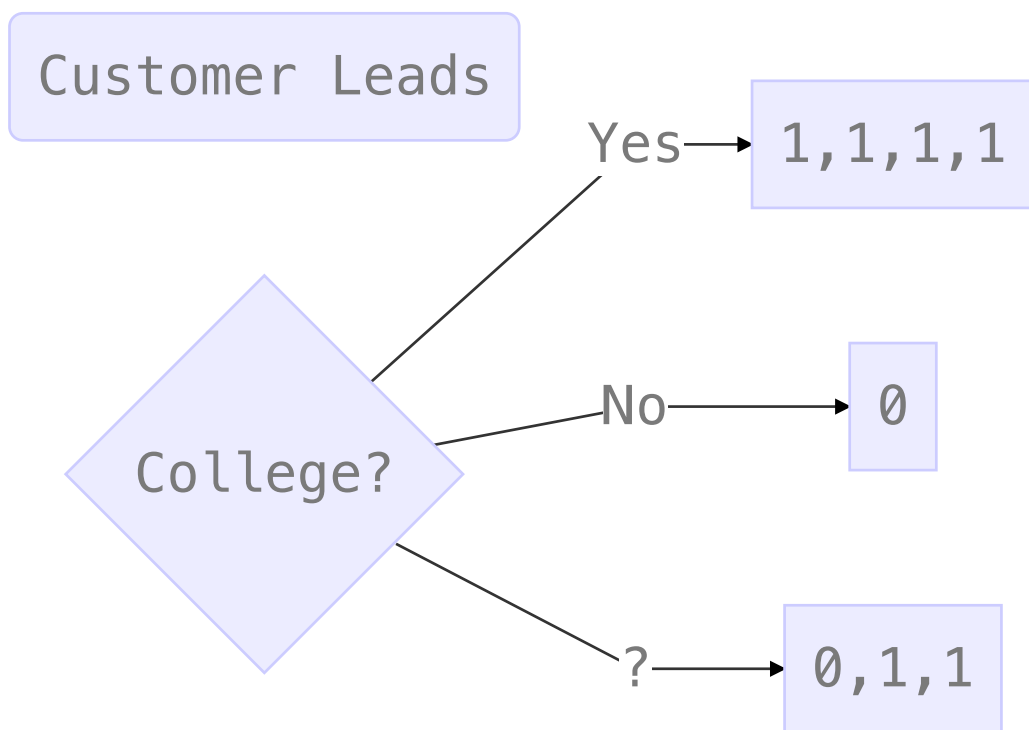 Customer Leads
Yes
1,1,1,1
College?
No
0
?
0,1,1